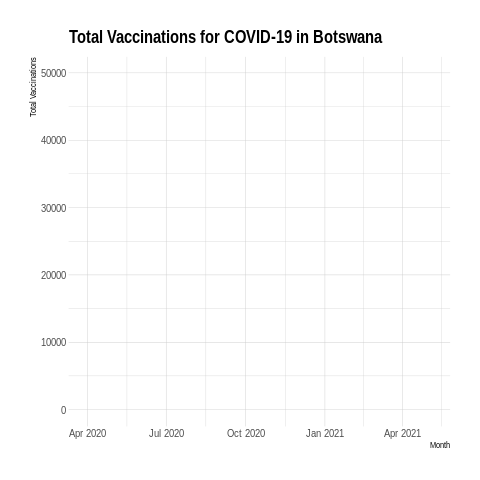 Total Vaccinations for COVID-19 in Botswana
Total Vaccinations
50000
40000
30000
20000
10000
0
Apr 2020 Jul 2020 Oct 2020 Jan 2021 Apr 2021
Month